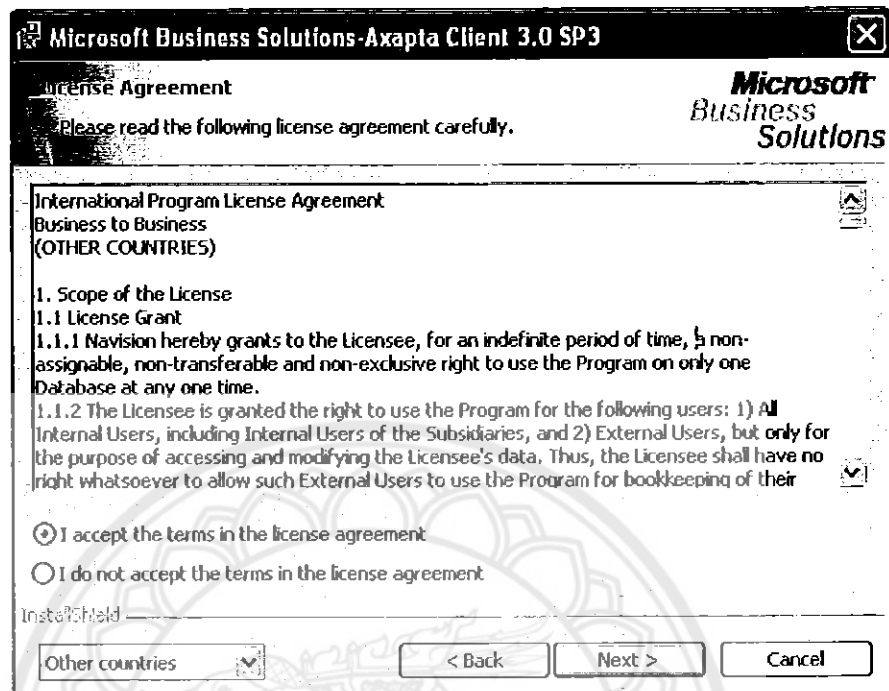 Microsoft Business Solutions-Axapta Client 3.0 SP3
License Agreement
Please read the following license agreement carefully.
Microsoft
Business
Solutions
International Program License Agreement
Business to Business
(OTHER COUNTRIES)
1. Scope of the License
1.1 License Grant
1.1.1 Navision hereby grants to the Licensee, for an indefinite period of time, a non-
assignable, non-transferable and non-exclusive right to use the Program on only one
Database at any one time.
1.1.2 The Licensee is granted the right to use the Program for the following users: 1) All
Internal Users, including Internal Users of the Subsidiaries, and 2) External Users, but only for
the purpose of accessing and modifying the Licensee's data. Thus, the Licensee shall have no
right whatsoever to allow such External Users to use the Program for bookkeeping of their
I accept the terms in the license agreement
I do not accept the terms in the license agreement
InstallShield
Other countries
< Back
Next >
Cancel